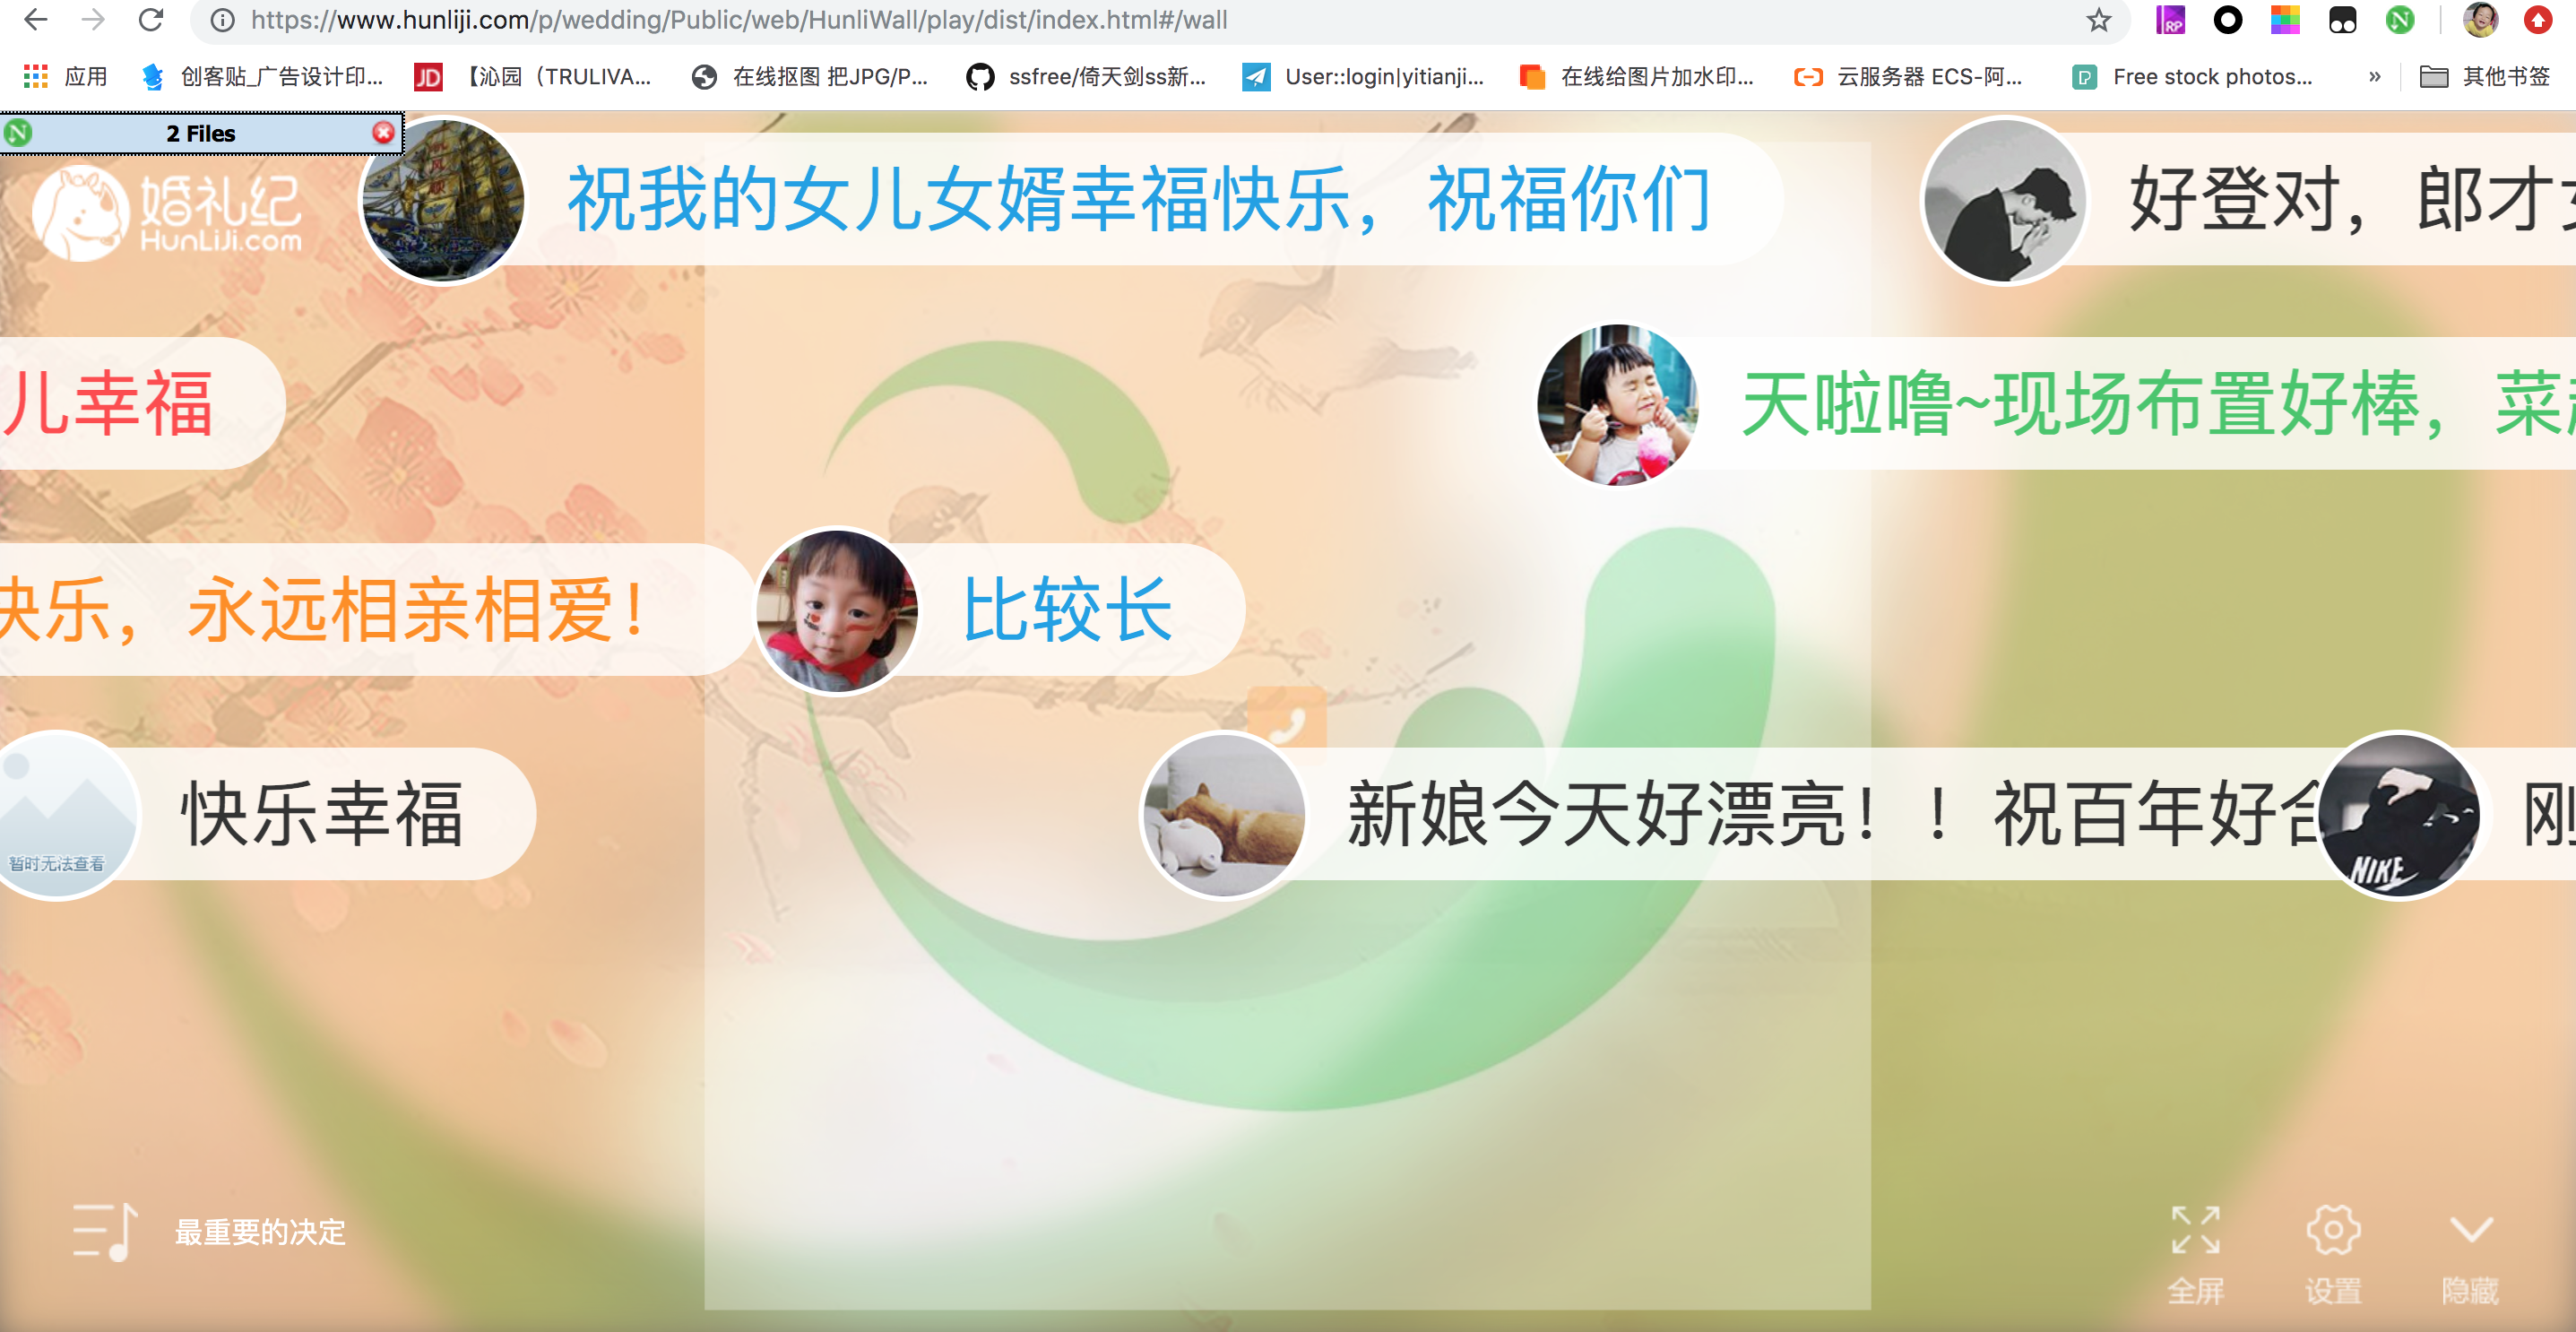 https://www.hunliji.com/p/wedding/Public/web/HunliWall/play/dist/index.html#/wall
应用 创客贴_广告设计印... 【沁园（TRULIVA... 在线抠图 把JPG/P... ssfree/倚天剑ss新... User::login|yitianji... 在线给图片加水印... 云服务器 ECS-阿... Free stock photos... » 其他书签
2 Files
婚礼纪
HunLiJi.com
祝我的女儿女婿幸福快乐，祝福你们
好登对，郎才
儿幸福
天啦噜~现场布置好棒，菜
快乐，永远相亲相爱！
比较长
暂时无法查看
快乐幸福
新娘今天好漂亮！！祝百年好合
NIKE
刚
最重要的决定
全屏 设置 隐藏